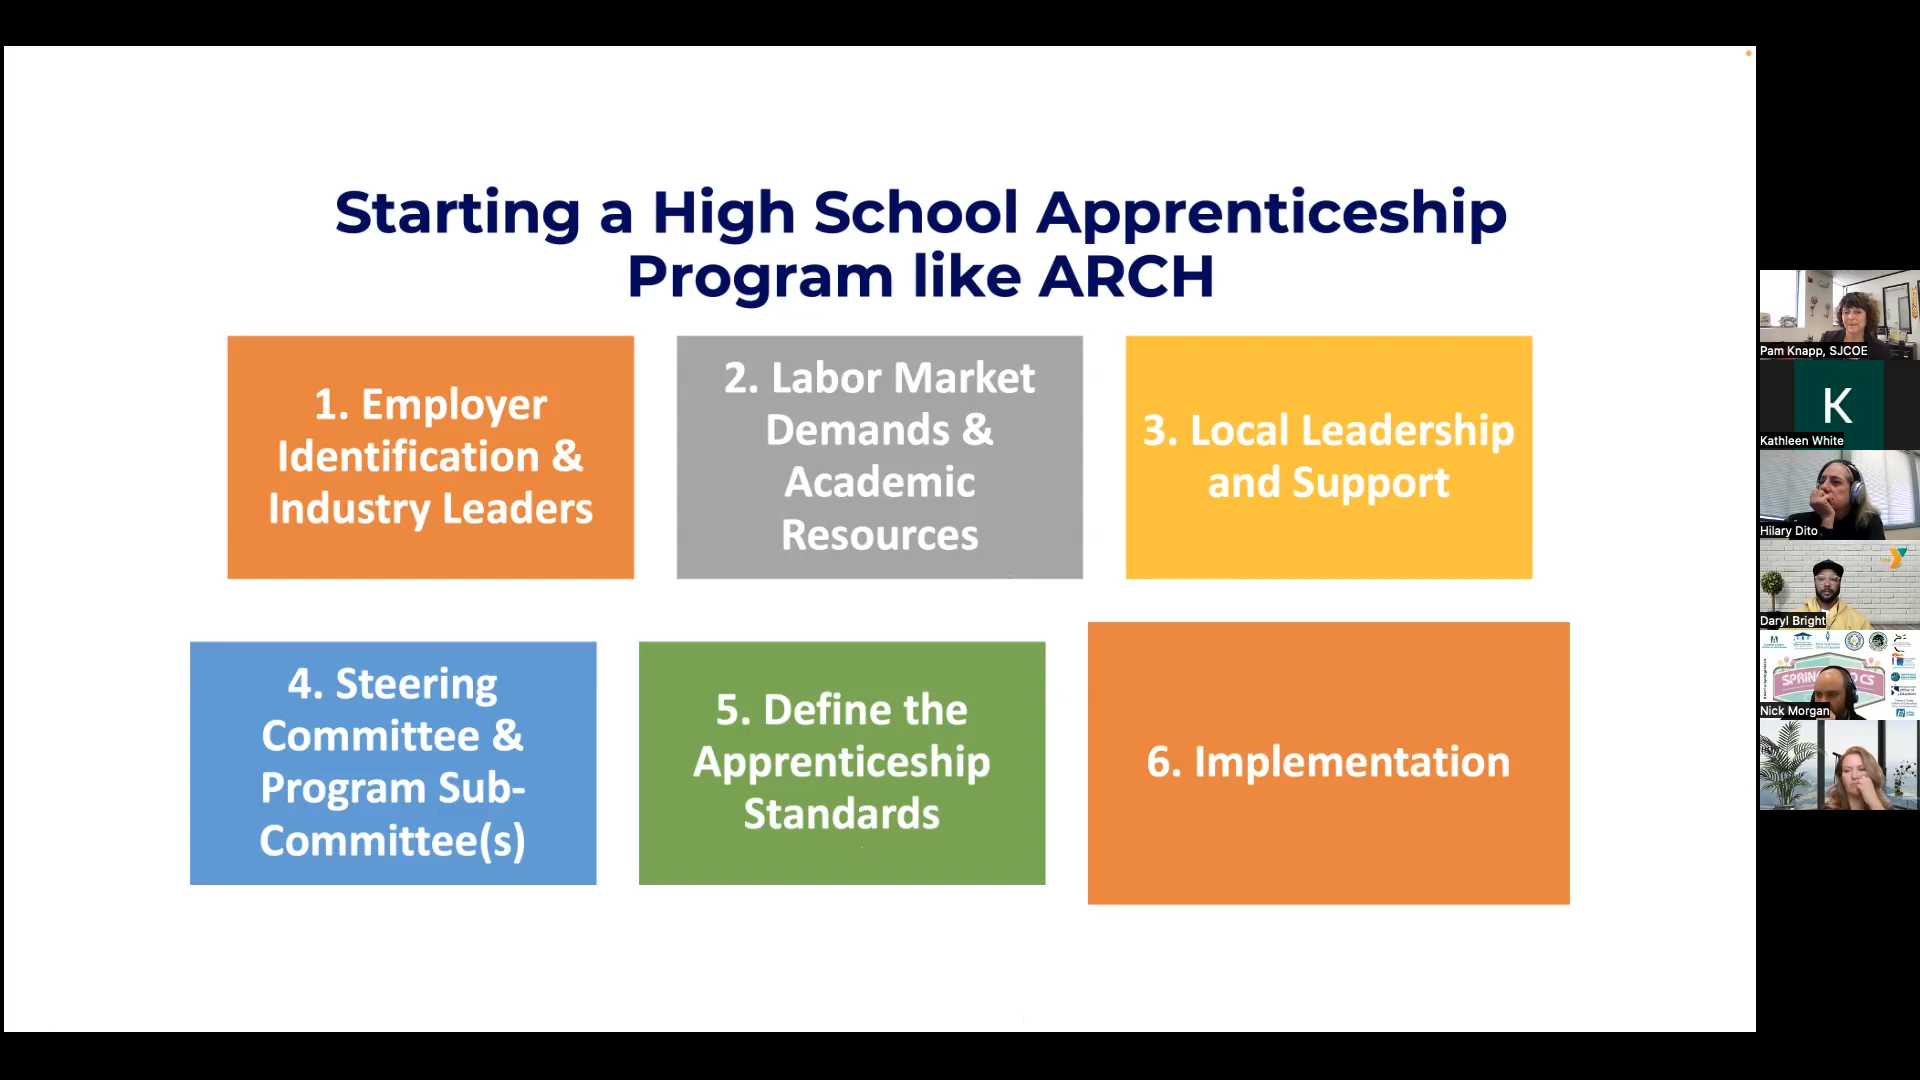 Starting a High School Apprenticeship
Program like ARCH
1. Employer
Identification &
Industry Leaders
2. Labor Market
Demands &
Academic
Resources
3. Local Leadership
and Support
4. Steering
Committee &
Program Sub-
Committee(s)
5. Define the
Apprenticeship
Standards
6. Implementation
Pam Knapp, SJCOE
K
Kathleen White
Hilary Dito
Daryl Bright
Nick Morgan